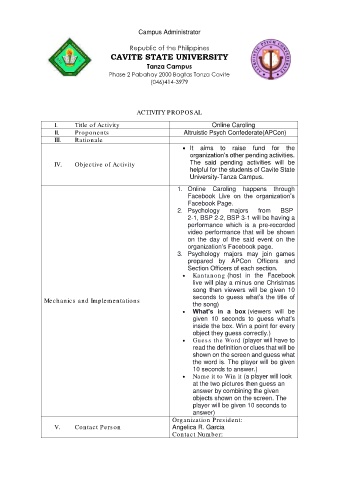 Campus Administrator
Republic of the Philippines
CAVITE STATE UNIVERSITY
Tanza Campus
Phase 2 Pabahay 2000 Bagtas Tanza Cavite
(046)414-3979
ACTIVITY PROPOSAL
I. Title of Activity
Online Caroling
II. Proponents
Altruistic Psych Confederate(APCon)
III. Rationale
IV. Objective of Activity
• It aims to raise fund for the
organization's other pending activities.
The said pending activities will be
helpful for the students of Cavite State
University-Tanza Campus.
Mechanics and Implementations
1. Online Caroling happens through
Facebook Live on the organization's
Facebook Page.
2. Psychology majors from BSP
2-1, BSP 2-2, BSP 3-1 will be having a
performance which is a pre-recorded
video performance that will be shown
on the day of the said event on the
organization's Facebook page.
3. Psychology majors may join games
prepared by APCon Officers and
Section Officers of each section.
• Kantanong (host in the Facebook
live will play a minus one Christmas
song then viewers will be given 10
seconds to guess what's the title of
the song)
• What's in a box (viewers will be
given 10 seconds to guess what's
inside the box. Win a point for every
object they guess correctly.)
• Guess the Word (player will have to
read the definition or clues that will be
shown on the screen and guess what
the word is. The player will be given
10 seconds to answer.)
• Name it to Win it (a player will look
at the two pictures then guess an
answer by combining the given
objects shown on the screen. The
player will be given 10 seconds to
answer)
V. Contact Person
Organization President:
Angelica R. Garcia
Contact Number: